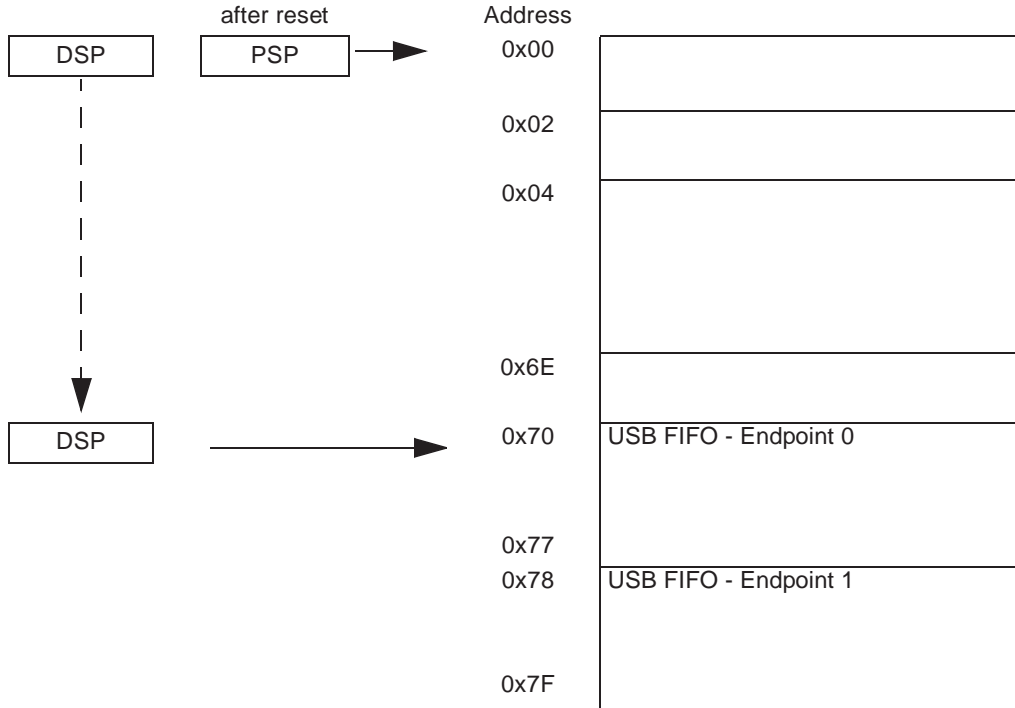 after reset Address
DSP PSP 0x00
0x02
0x04
0x6E
DSP 0x70 USB FIFO - Endpoint 0
0x77
0x78 USB FIFO - Endpoint 1
0x7F